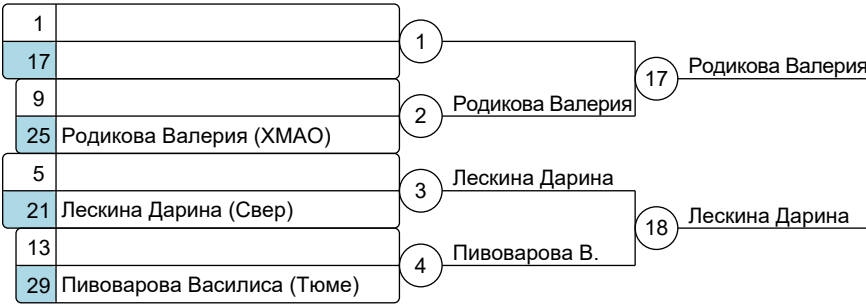 1
17
1
9
25 Родикова Валерия (ХМАО)
2 Родикова Валерия
17 Родикова Валерия
5
21 Лескина Дарина (Свер)
3 Лескина Дарина
13
29 Пивоварова Василиса (Тюме)
4 Пивоварова В.
18 Лескина Дарина